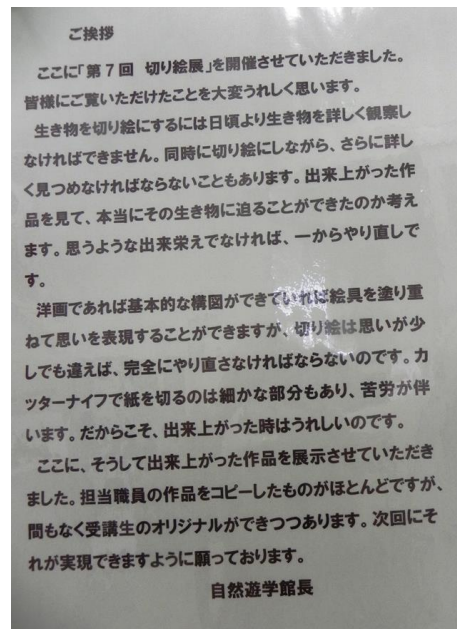 ご挨拶
ここに「第７回 切り絵展」を開催させていただきました。
皆様にご覧いただけたことを大変うれしく思います。
生き物を切り絵にするには日頃より生き物を詳しく観察し
なければできません。同時に切り絵にしながら、さらに詳し
く見つめなければならないこともあります。出来上がった作
品を見て、本当にその生き物に迫ることができたのか考え
ます。思うような出来栄えでなければ、一からやり直しで
す。
洋画であれば基本的な構図ができていれば絵具を塗り重
ねて思いを表現することができますが、切り絵は思いが少
しでも違えば、完全にやり直さなければならないのです。カ
ッターナイフで紙を切るのは細かな部分もあり、苦労が伴
います。だからこそ、出来上がった時はうれしいのです。
ここに、そうして出来上がった作品を展示させていただき
ました。担当職員の作品をコピーしたものがほとんどですが、
間もなく受講生のオリジナルができつつあります。次回にそ
れが実現できますように願っております。
自然遊学館長